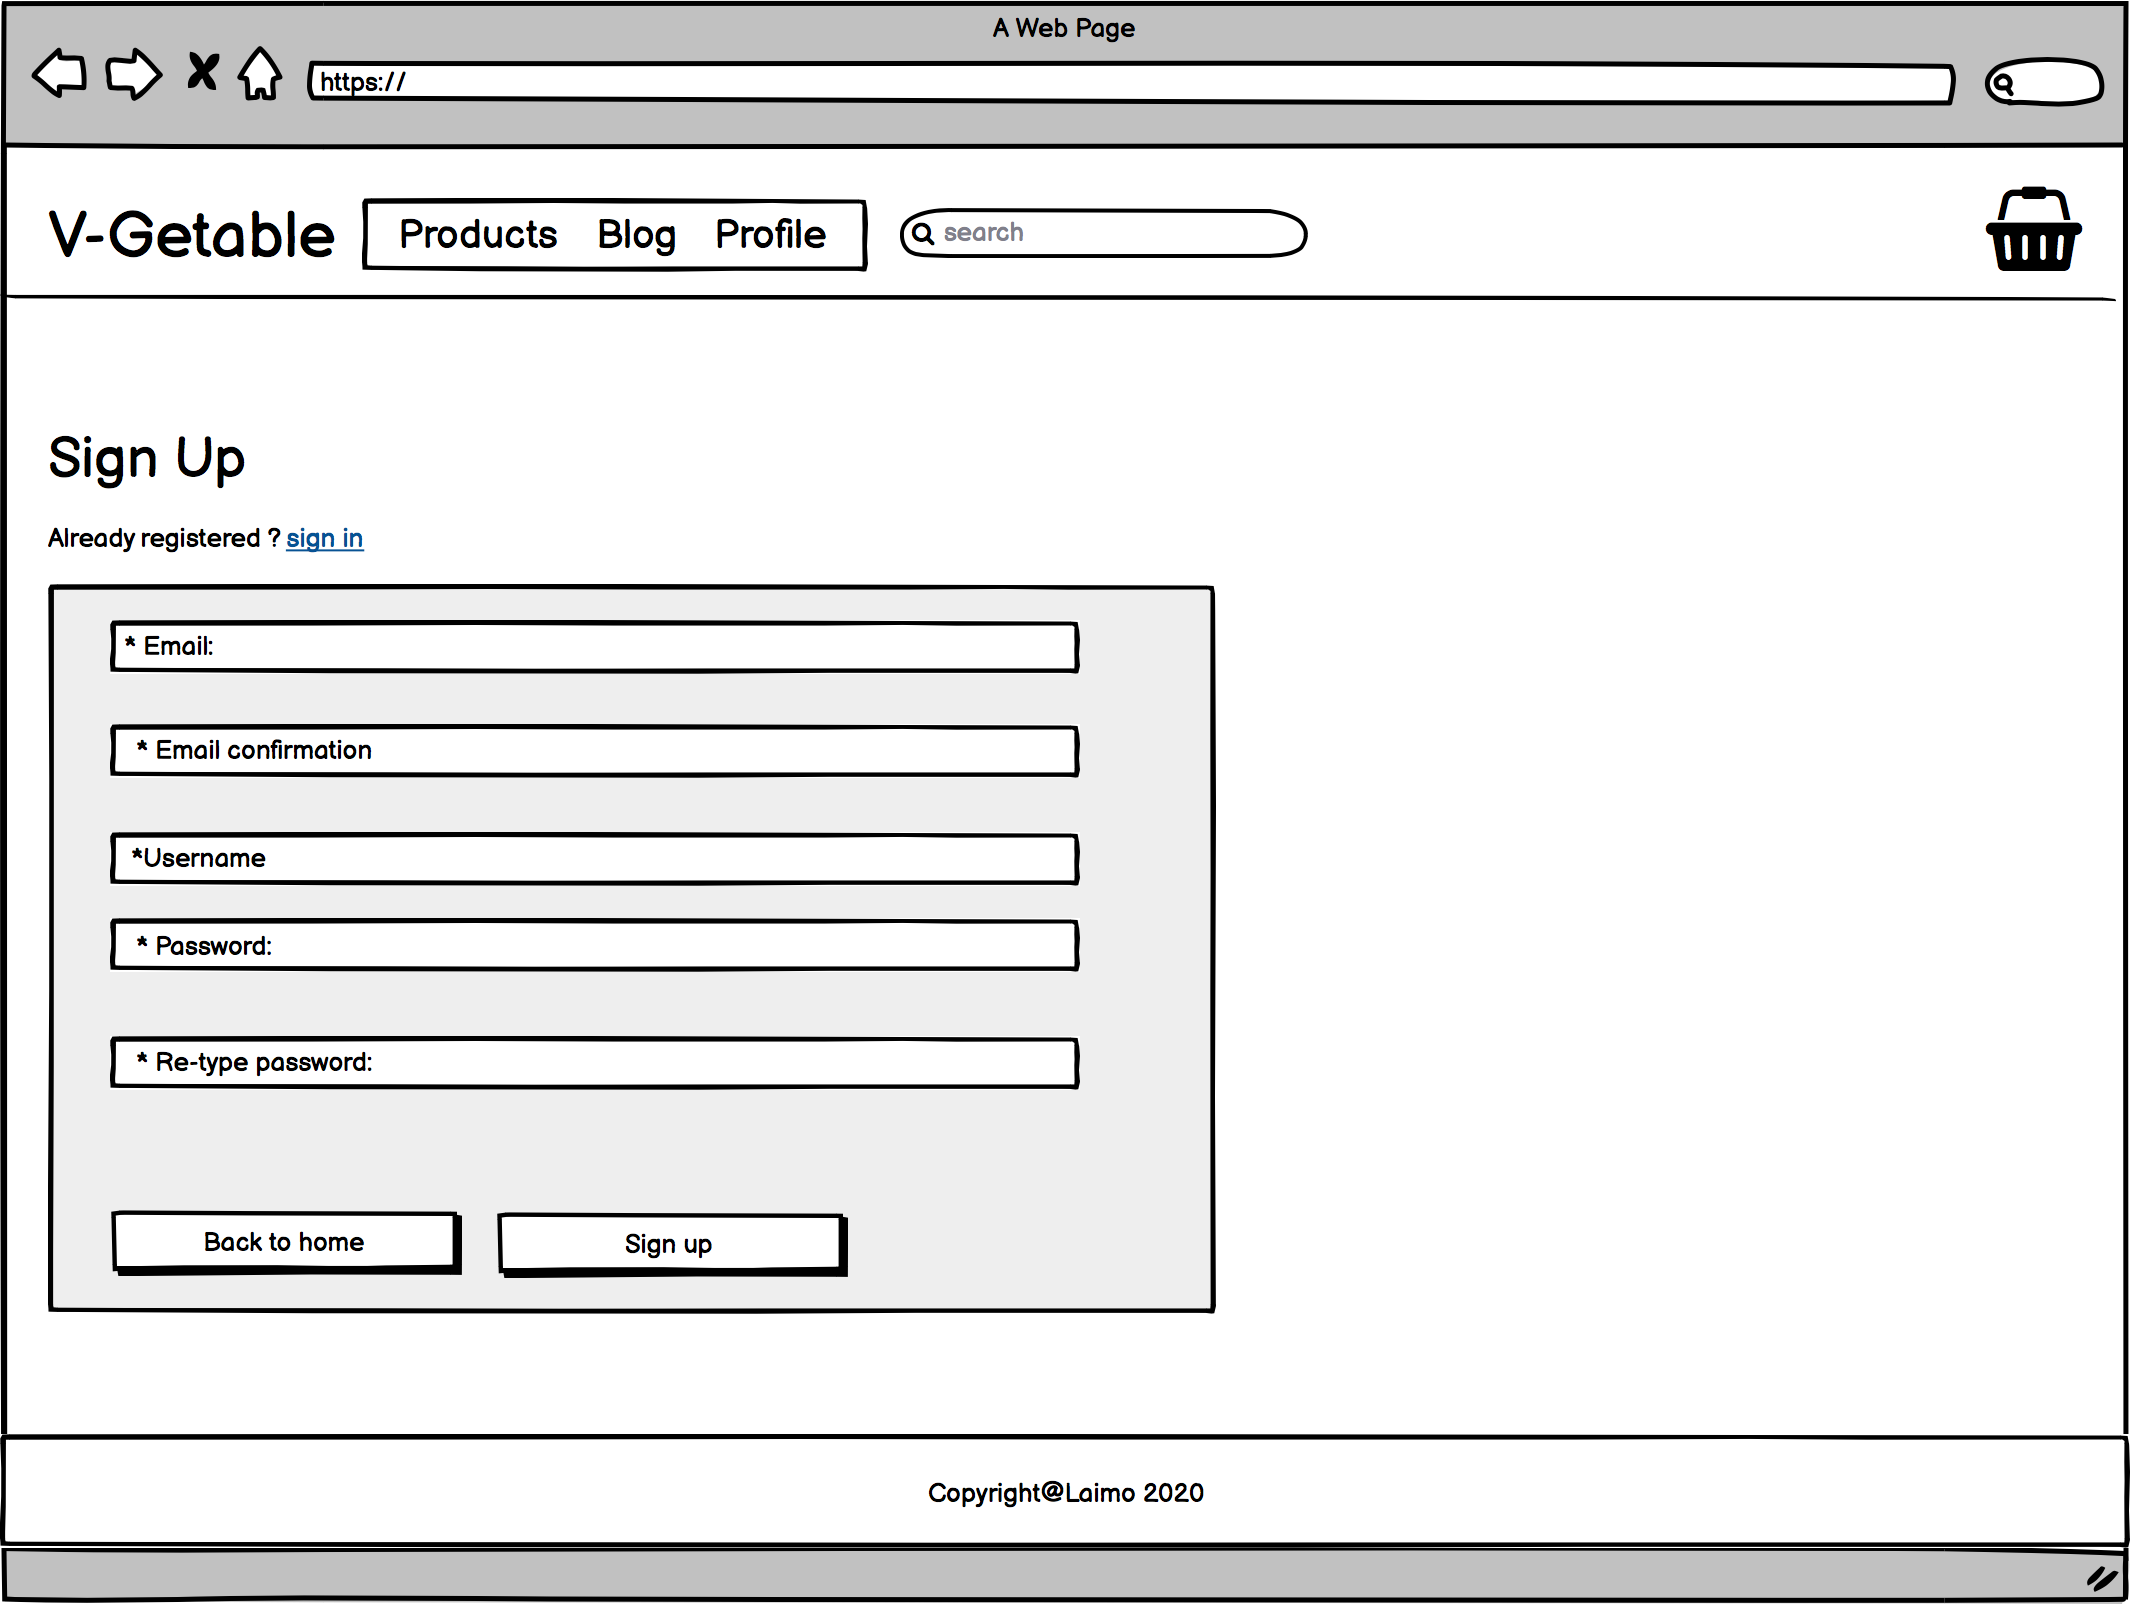 A Web Page
https://
V-Getable
Products Blog Profile
search
Sign Up
Already registered ? sign in
* Email:
* Email confirmation
*Username
* Password:
* Re-type password:
Back to home
Sign up
Copyright@Laimo 2020